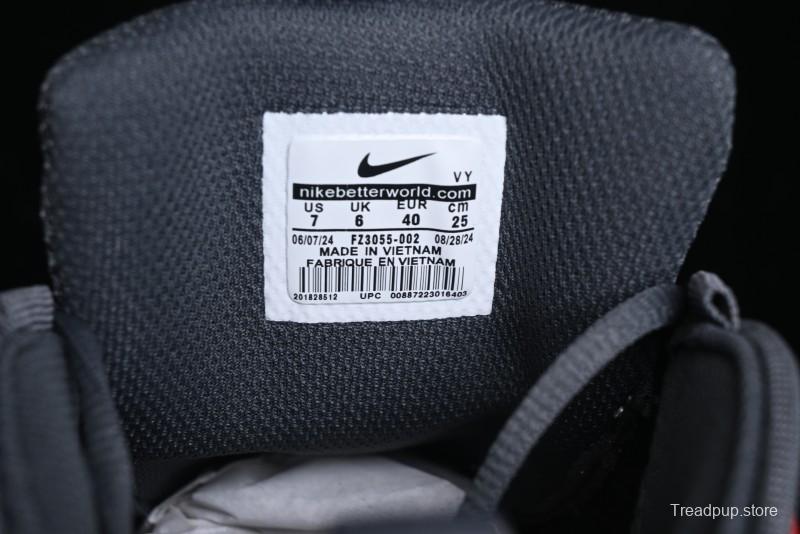 VY
nikebetterworld.com
US UK EUR cm
7 6 40 25
06/07/24 FZ3055-002 08/28/24
MADE IN VIETNAM
FABRIQUE EN VIETNAM
201828512 UPC 00887223016403
Treadpup.store